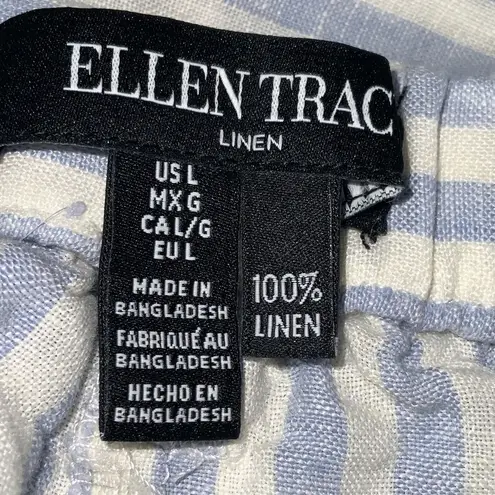 ELLEN TRAC
LINEN
US L
MX G
CA L/G
EU L
MADE IN
BANGLADESH
FABRIQUÉ AU
BANGLADESH
HECHO EN
BANGLADESH
100%
LINEN